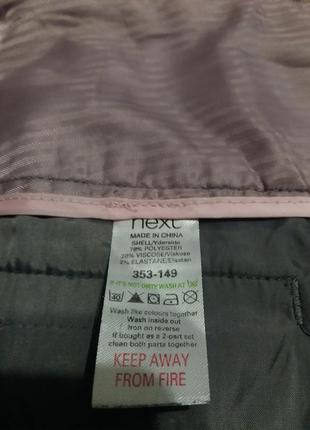 next
MADE IN CHINA
SHELL/Yderside
78% POLYESTER
20% VISCOSE/Viskose
2% ELASTANE/Elastan
353-149
IF IT'S NOT DIRTY WASH AT 30°
40
Wash like colours together
Wash inside out
Iron on reverse
If bought as a 2-part set
clean both parts together
KEEP AWAY
FROM FIRE